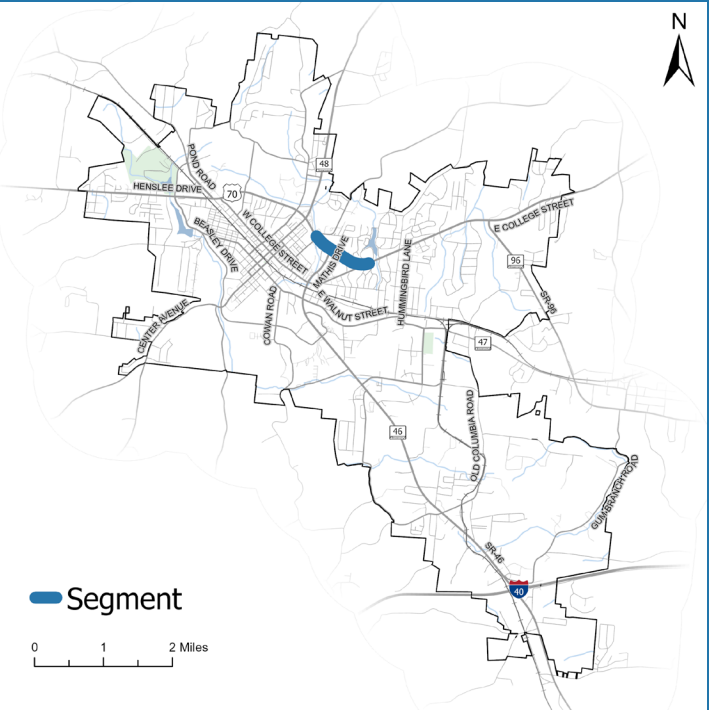 N
48
POND ROAD
HENSLEE DRIVE
70
W COLLEGE STREET
BEASLEY DRIVE
MATHIS DRIVE
HUMMINGBIRD LANE
E COLLEGE STREET
96
SR-96
E WALNUT STREET
COWAN ROAD
CENTER AVENUE
47
46
OLD COLUMBIA ROAD
GUM BRANCH ROAD
SR-46
40
Segment
0 1 2 Miles